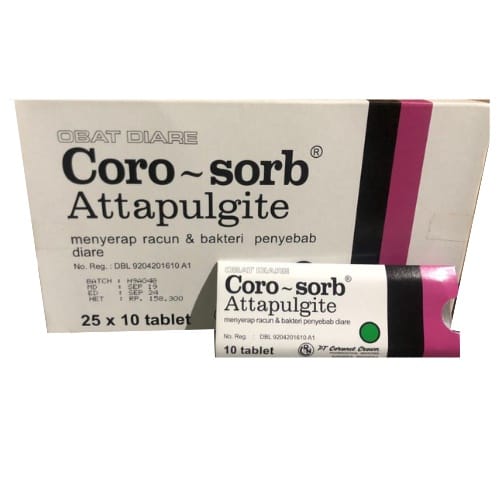 OBAT DIARE
Coro~sorb®
Attapulgite
menyerap racun & bakteri penyebab
diare
No. Reg. : DBL 9204201610 A1
BATCH : H9A04B
MD : SEP 19
ED : SEP 24
HET : RP. 158,300
25 x 10 tablet
OBAT DIARE
Coro~sorb®
Attapulgite
menyerap racun & bakteri penyebab diare
No. Reg. : DBL 9204201610 A1
10 tablet
PT Coronet Crown